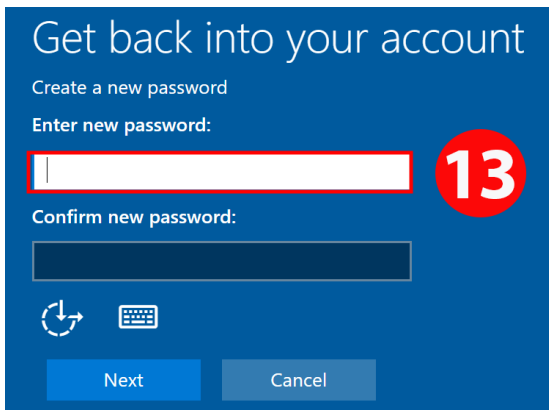 Get back into your account
Create a new password
Enter new password:
13
Confirm new password:
Next
Cancel